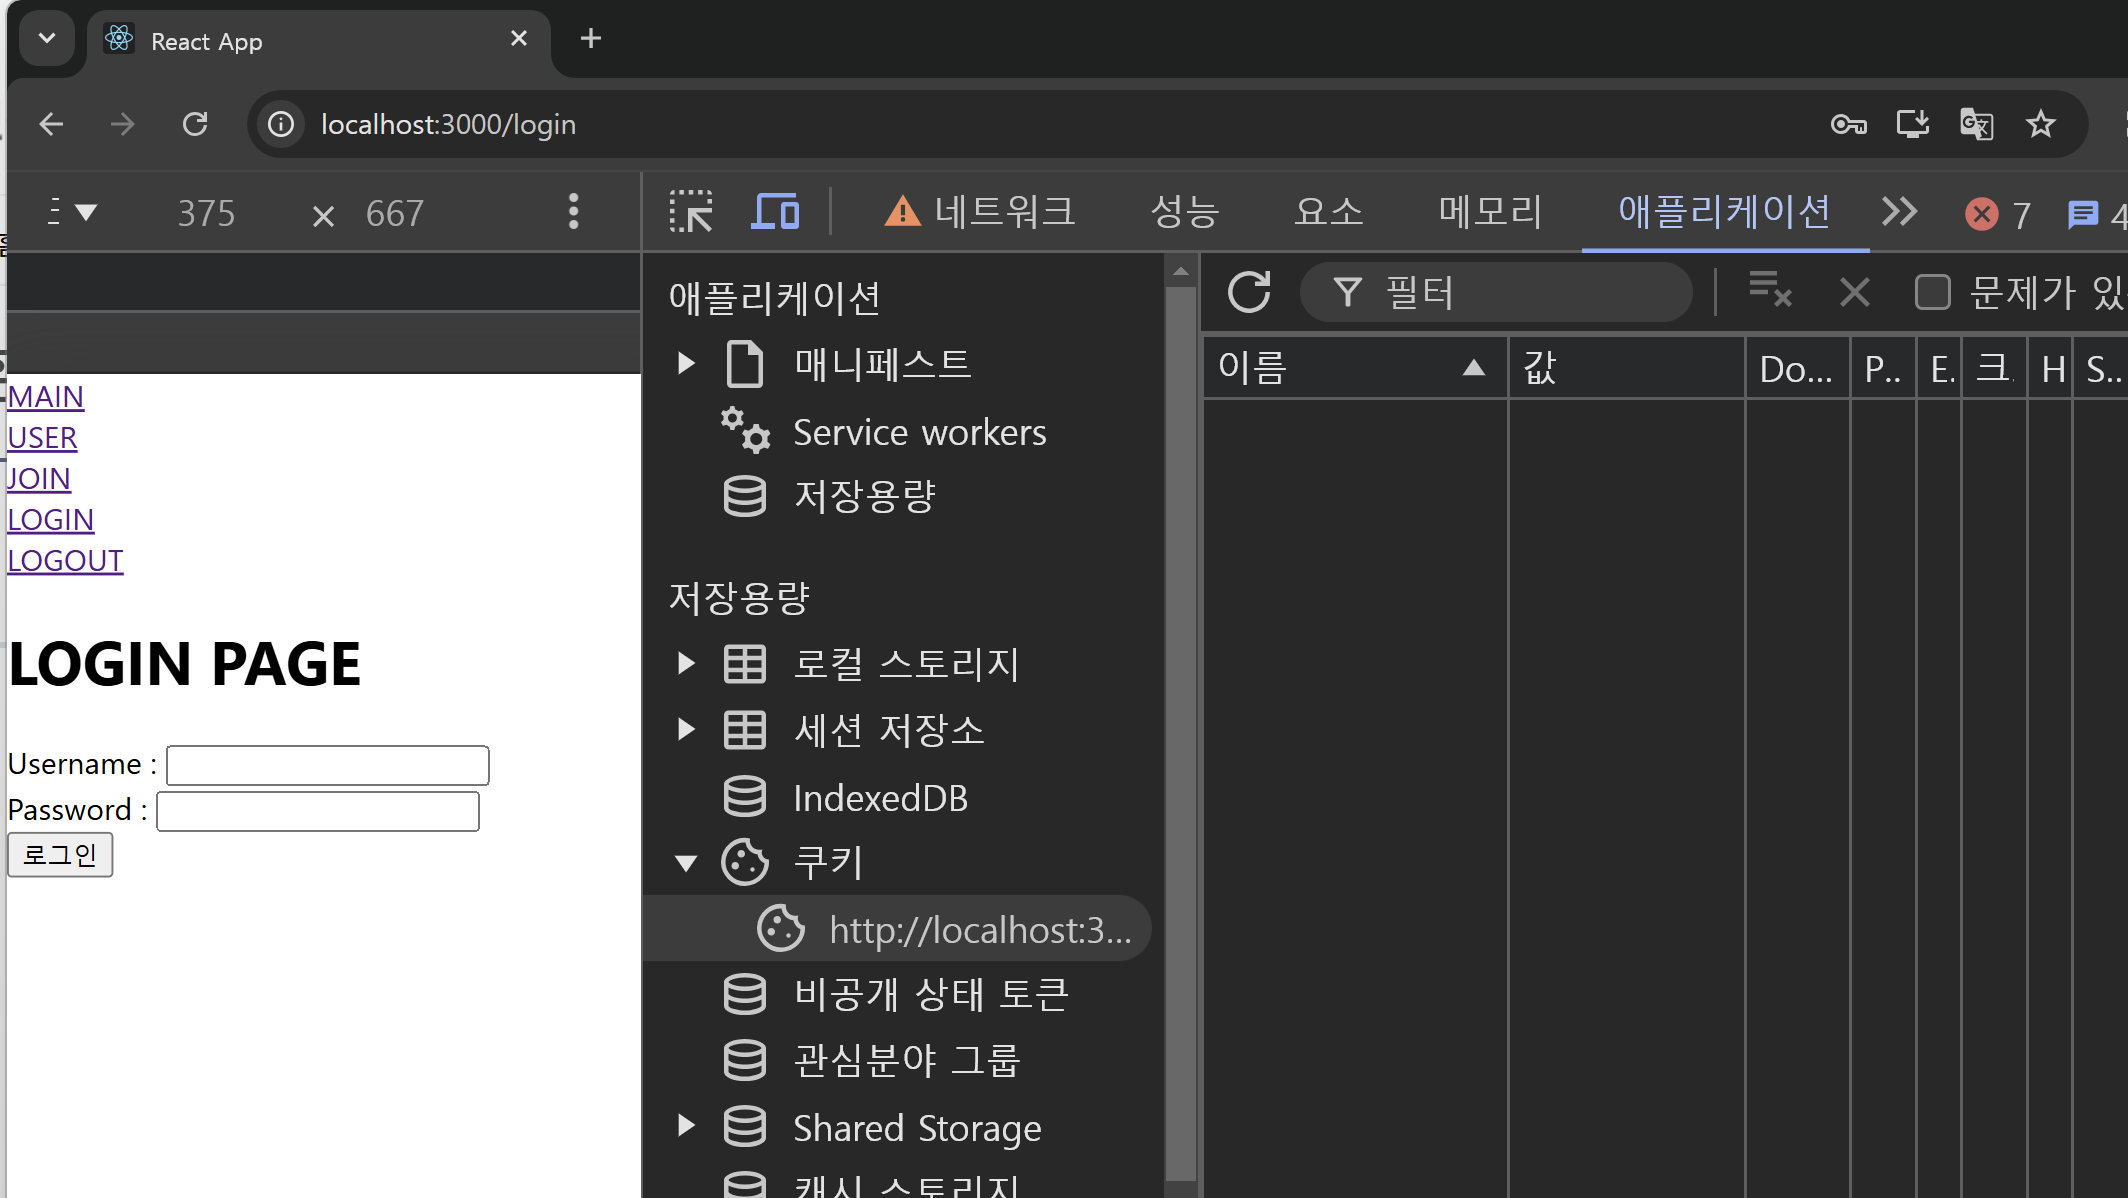 React App
localhost:3000/login
375 × 667
네트워크 성능 요소 메모리 애플리케이션 7 4
애플리케이션
매니페스트
Service workers
저장용량
저장용량
로컬 스토리지
세션 저장소
IndexedDB
쿠키
http://localhost:3...
비공개 상태 토큰
관심분야 그룹
Shared Storage
캐시 스토리지
필터 문제가 있
이름 값 Do... P.. E. 크. H S..
MAIN
USER
JOIN
LOGIN
LOGOUT
LOGIN PAGE
Username :
Password :
로그인